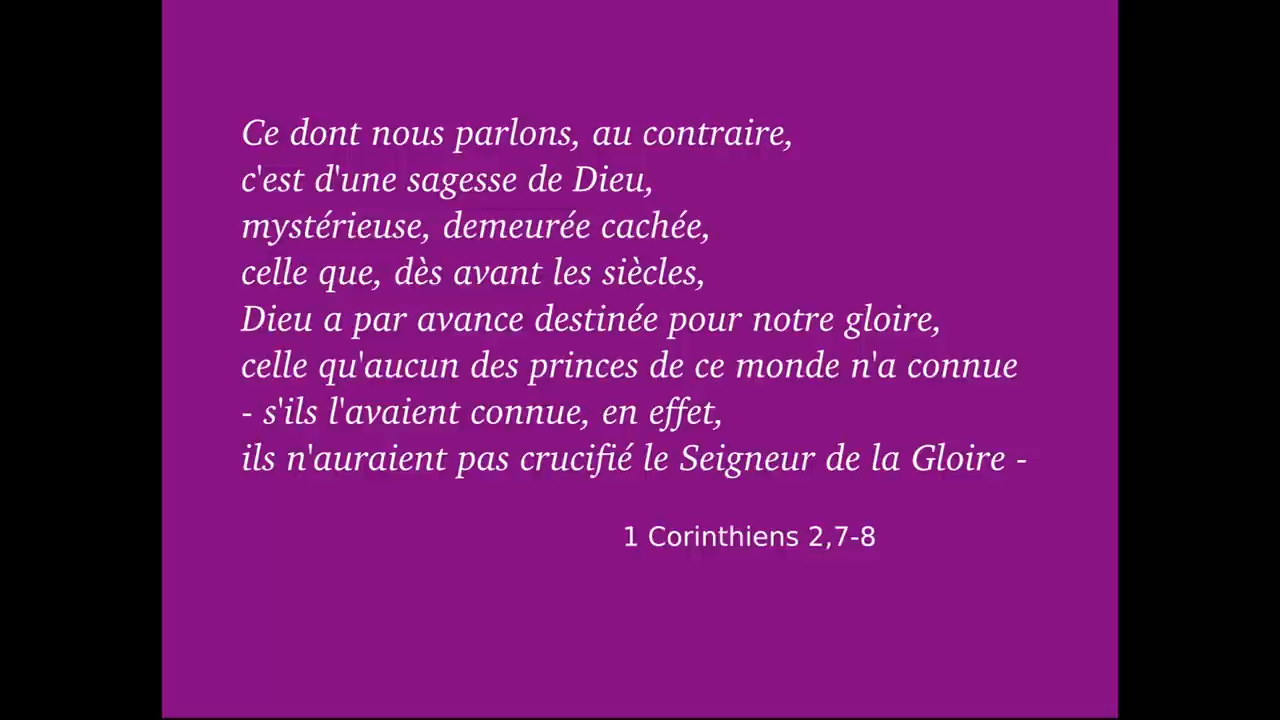 Ce dont nous parlons, au contraire,
c'est d'une sagesse de Dieu,
mystérieuse, demeurée cachée,
celle que, dès avant les siècles,
Dieu a par avance destinée pour notre gloire,
celle qu'aucun des princes de ce monde n'a connue
- s'ils l'avaient connue, en effet,
ils n'auraient pas crucifié le Seigneur de la Gloire -
1 Corinthiens 2,7-8